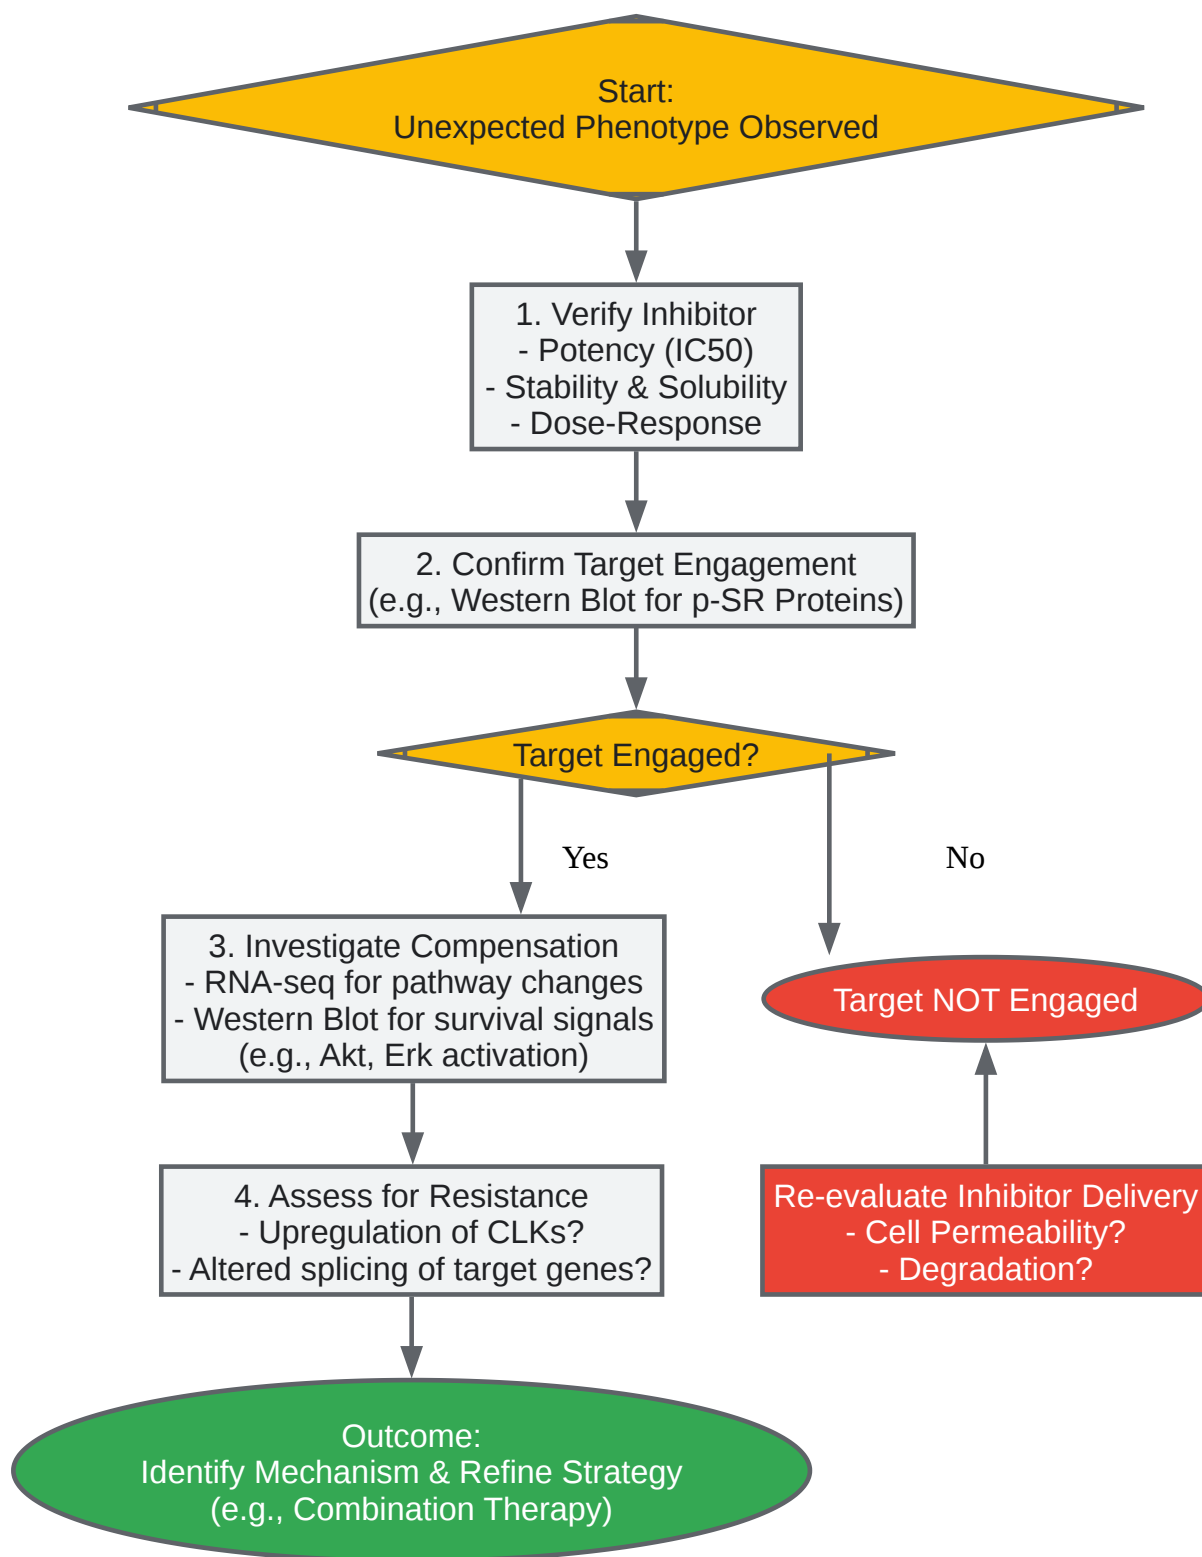 Start:
Unexpected Phenotype Observed
1. Verify Inhibitor
- Potency (IC50)
- Stability & Solubility
- Dose-Response
2. Confirm Target Engagement
(e.g., Western Blot for p-SR Proteins)
Target Engaged?
Yes
No
3. Investigate Compensation
- RNA-seq for pathway changes
- Western Blot for survival signals
(e.g., Akt, Erk activation)
Target NOT Engaged
4. Assess for Resistance
- Upregulation of CLKs?
- Altered splicing of target genes?
Re-evaluate Inhibitor Delivery
- Cell Permeability?
- Degradation?
Outcome:
Identify Mechanism & Refine Strategy
(e.g., Combination Therapy)